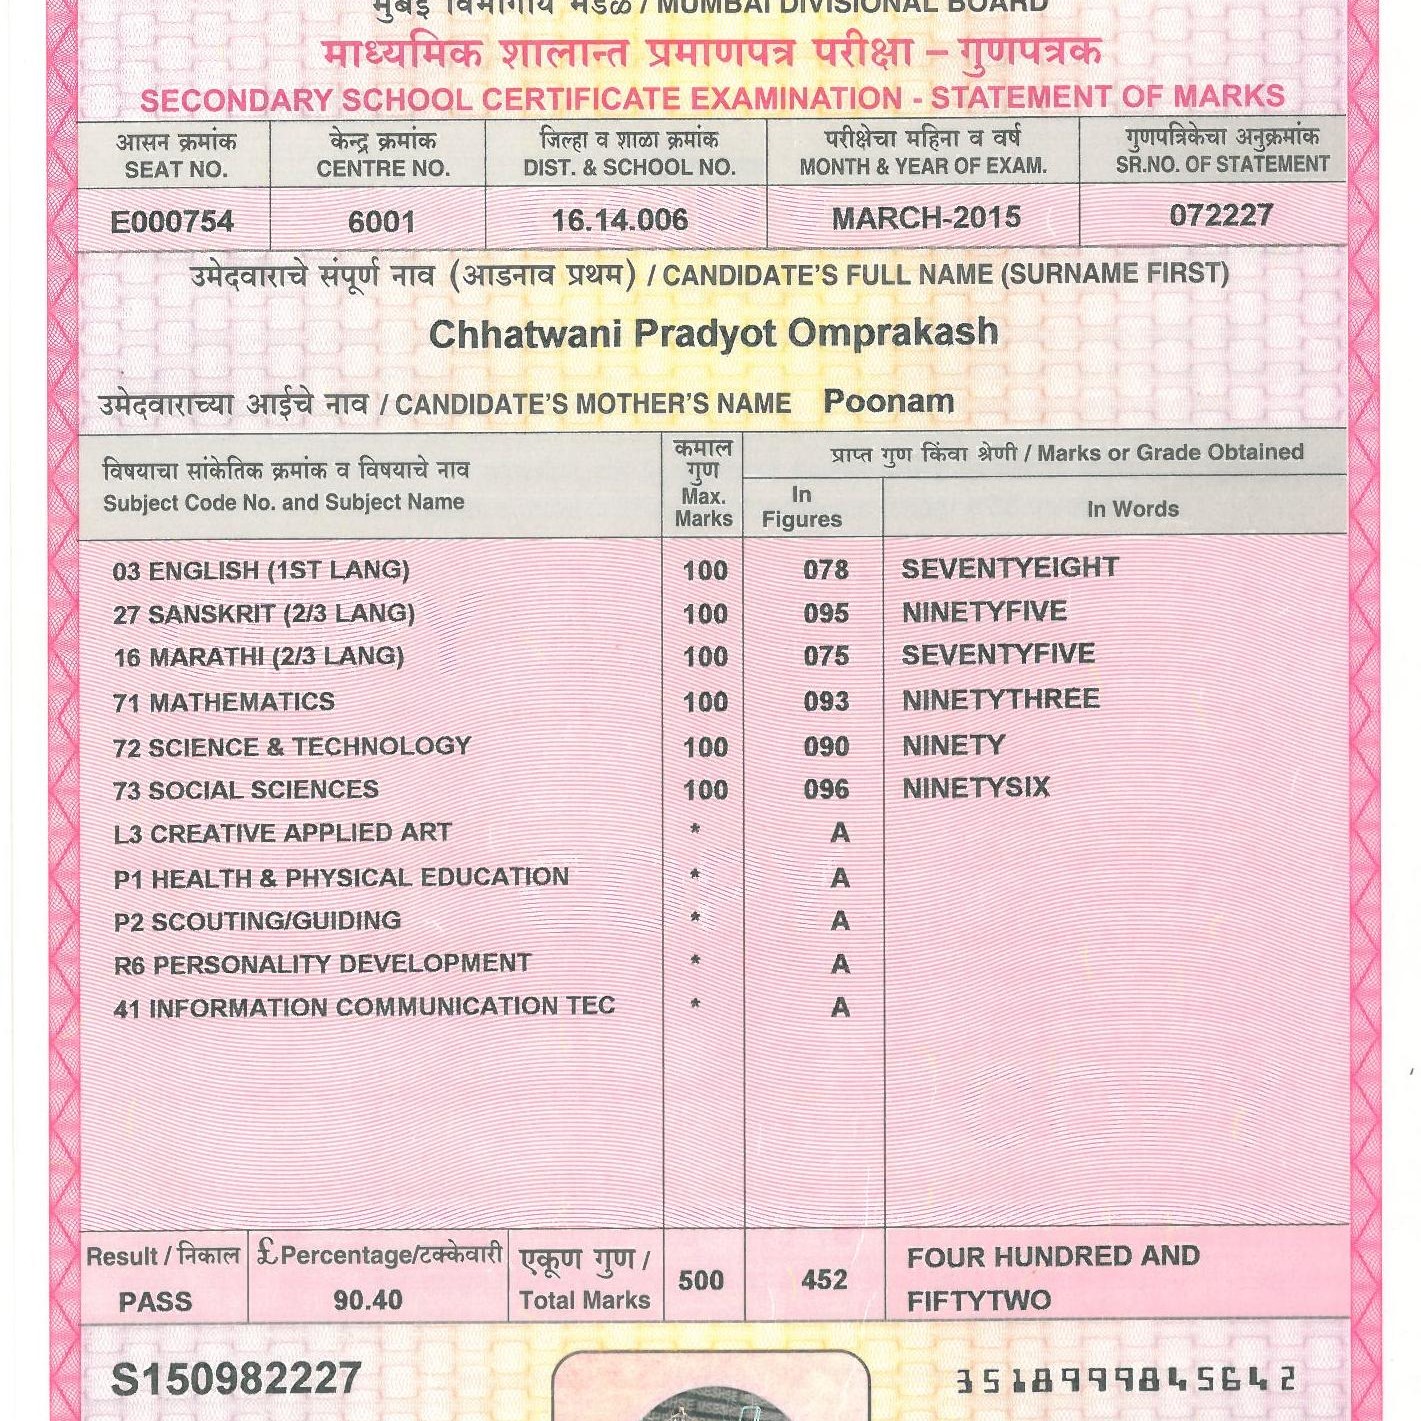 मुंबई विभागीय मंडळ / MUMBAI DIVISIONAL BOARD
माध्यमिक शालान्त प्रमाणपत्र परीक्षा – गुणपत्रक
SECONDARY SCHOOL CERTIFICATE EXAMINATION - STATEMENT OF MARKS
आसन क्रमांक केन्द्र क्रमांक जिल्हा व शाळा क्रमांक परीक्षेचा महिना व वर्ष गुणपत्रिकेचा अनुक्रमांक
SEAT NO. CENTRE NO. DIST. & SCHOOL NO. MONTH & YEAR OF EXAM. SR.NO. OF STATEMENT
E000754 6001 16.14.006 MARCH-2015 072227
उमेदवाराचे संपूर्ण नाव (आडनाव प्रथम) / CANDIDATE'S FULL NAME (SURNAME FIRST)
Chhatwani Pradyot Omprakash
उमेदवाराच्या आईचे नाव / CANDIDATE'S MOTHER'S NAME Poonam
विषयाचा सांकेतिक क्रमांक व विषयाचे नाव
Subject Code No. and Subject Name
कमाल
गुण
Max.
Marks
प्राप्त गुण किंवा श्रेणी / Marks or Grade Obtained
In
Figures
In Words
03 ENGLISH (1ST LANG) 100 078 SEVENTYEIGHT
27 SANSKRIT (2/3 LANG) 100 095 NINETYFIVE
16 MARATHI (2/3 LANG) 100 075 SEVENTYFIVE
71 MATHEMATICS 100 093 NINETYTHREE
72 SCIENCE & TECHNOLOGY 100 090 NINETY
73 SOCIAL SCIENCES 100 096 NINETYSIX
L3 CREATIVE APPLIED ART * A
P1 HEALTH & PHYSICAL EDUCATION * A
P2 SCOUTING/GUIDING * A
R6 PERSONALITY DEVELOPMENT * A
41 INFORMATION COMMUNICATION TEC * A
COPY
COPY
COPY
Result / निकाल £Percentage/टक्केवारी एकूण गुण / 500 452 FOUR HUNDRED AND
PASS 90.40 Total Marks FIFTYTWO
S150982227 3518999845642